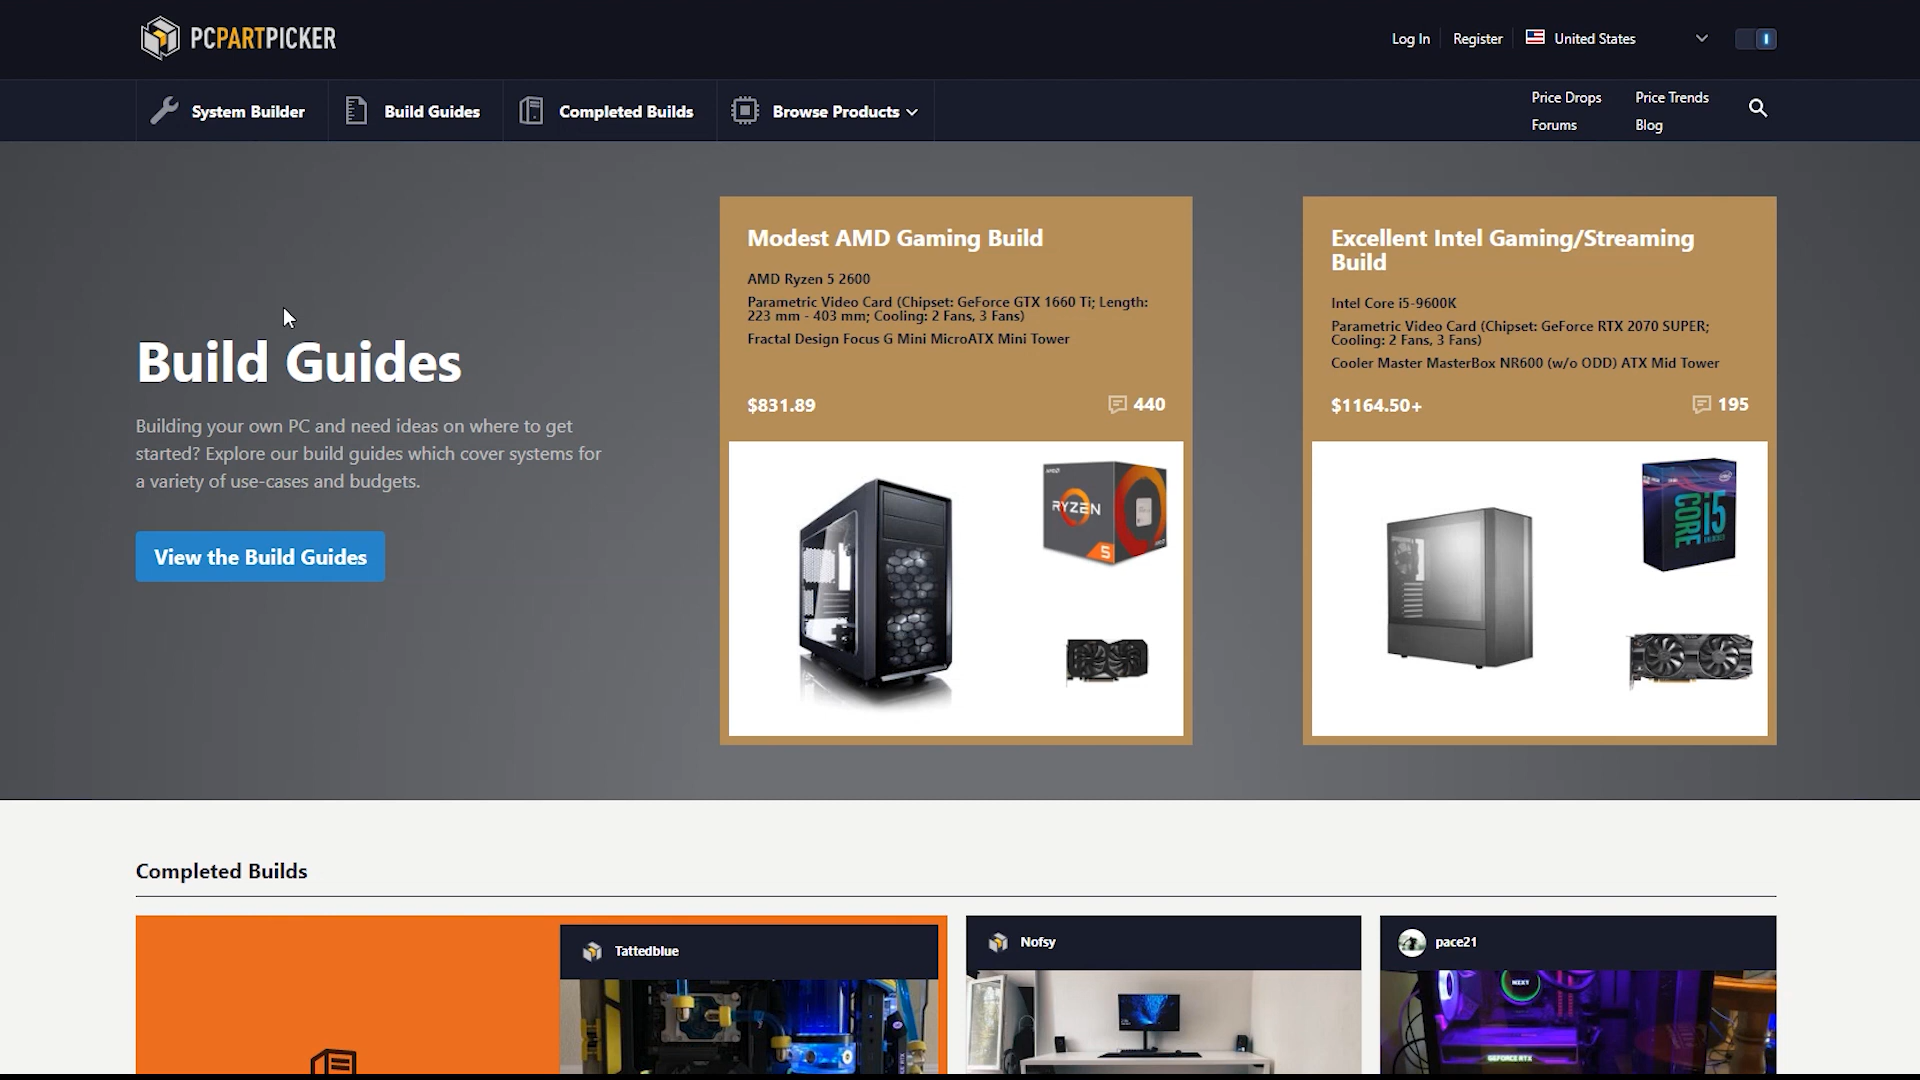 PCPARTPICKER
Log In
Register
United States
System Builder
Build Guides
Completed Builds
Browse Products
Price Drops
Price Trends
Forums
Blog
Build Guides
Building your own PC and need ideas on where to get
started? Explore our build guides which cover systems for
a variety of use-cases and budgets.
View the Build Guides
Modest AMD Gaming Build
AMD Ryzen 5 2600
Parametric Video Card (Chipset: GeForce GTX 1660 Ti; Length:
223 mm - 403 mm; Cooling: 2 Fans, 3 Fans)
Fractal Design Focus G Mini MicroATX Mini Tower
$831.89
440
RYZEN
5
Excellent Intel Gaming/Streaming
Build
Intel Core i5-9600K
Parametric Video Card (Chipset: GeForce RTX 2070 SUPER;
Cooling: 2 Fans, 3 Fans)
Cooler Master MasterBox NR600 (w/o ODD) ATX Mid Tower
$1164.50+
195
CORE i5
Completed Builds
Tattedblue
Nofsy
pace21
NZXT
GEFORCE RTX